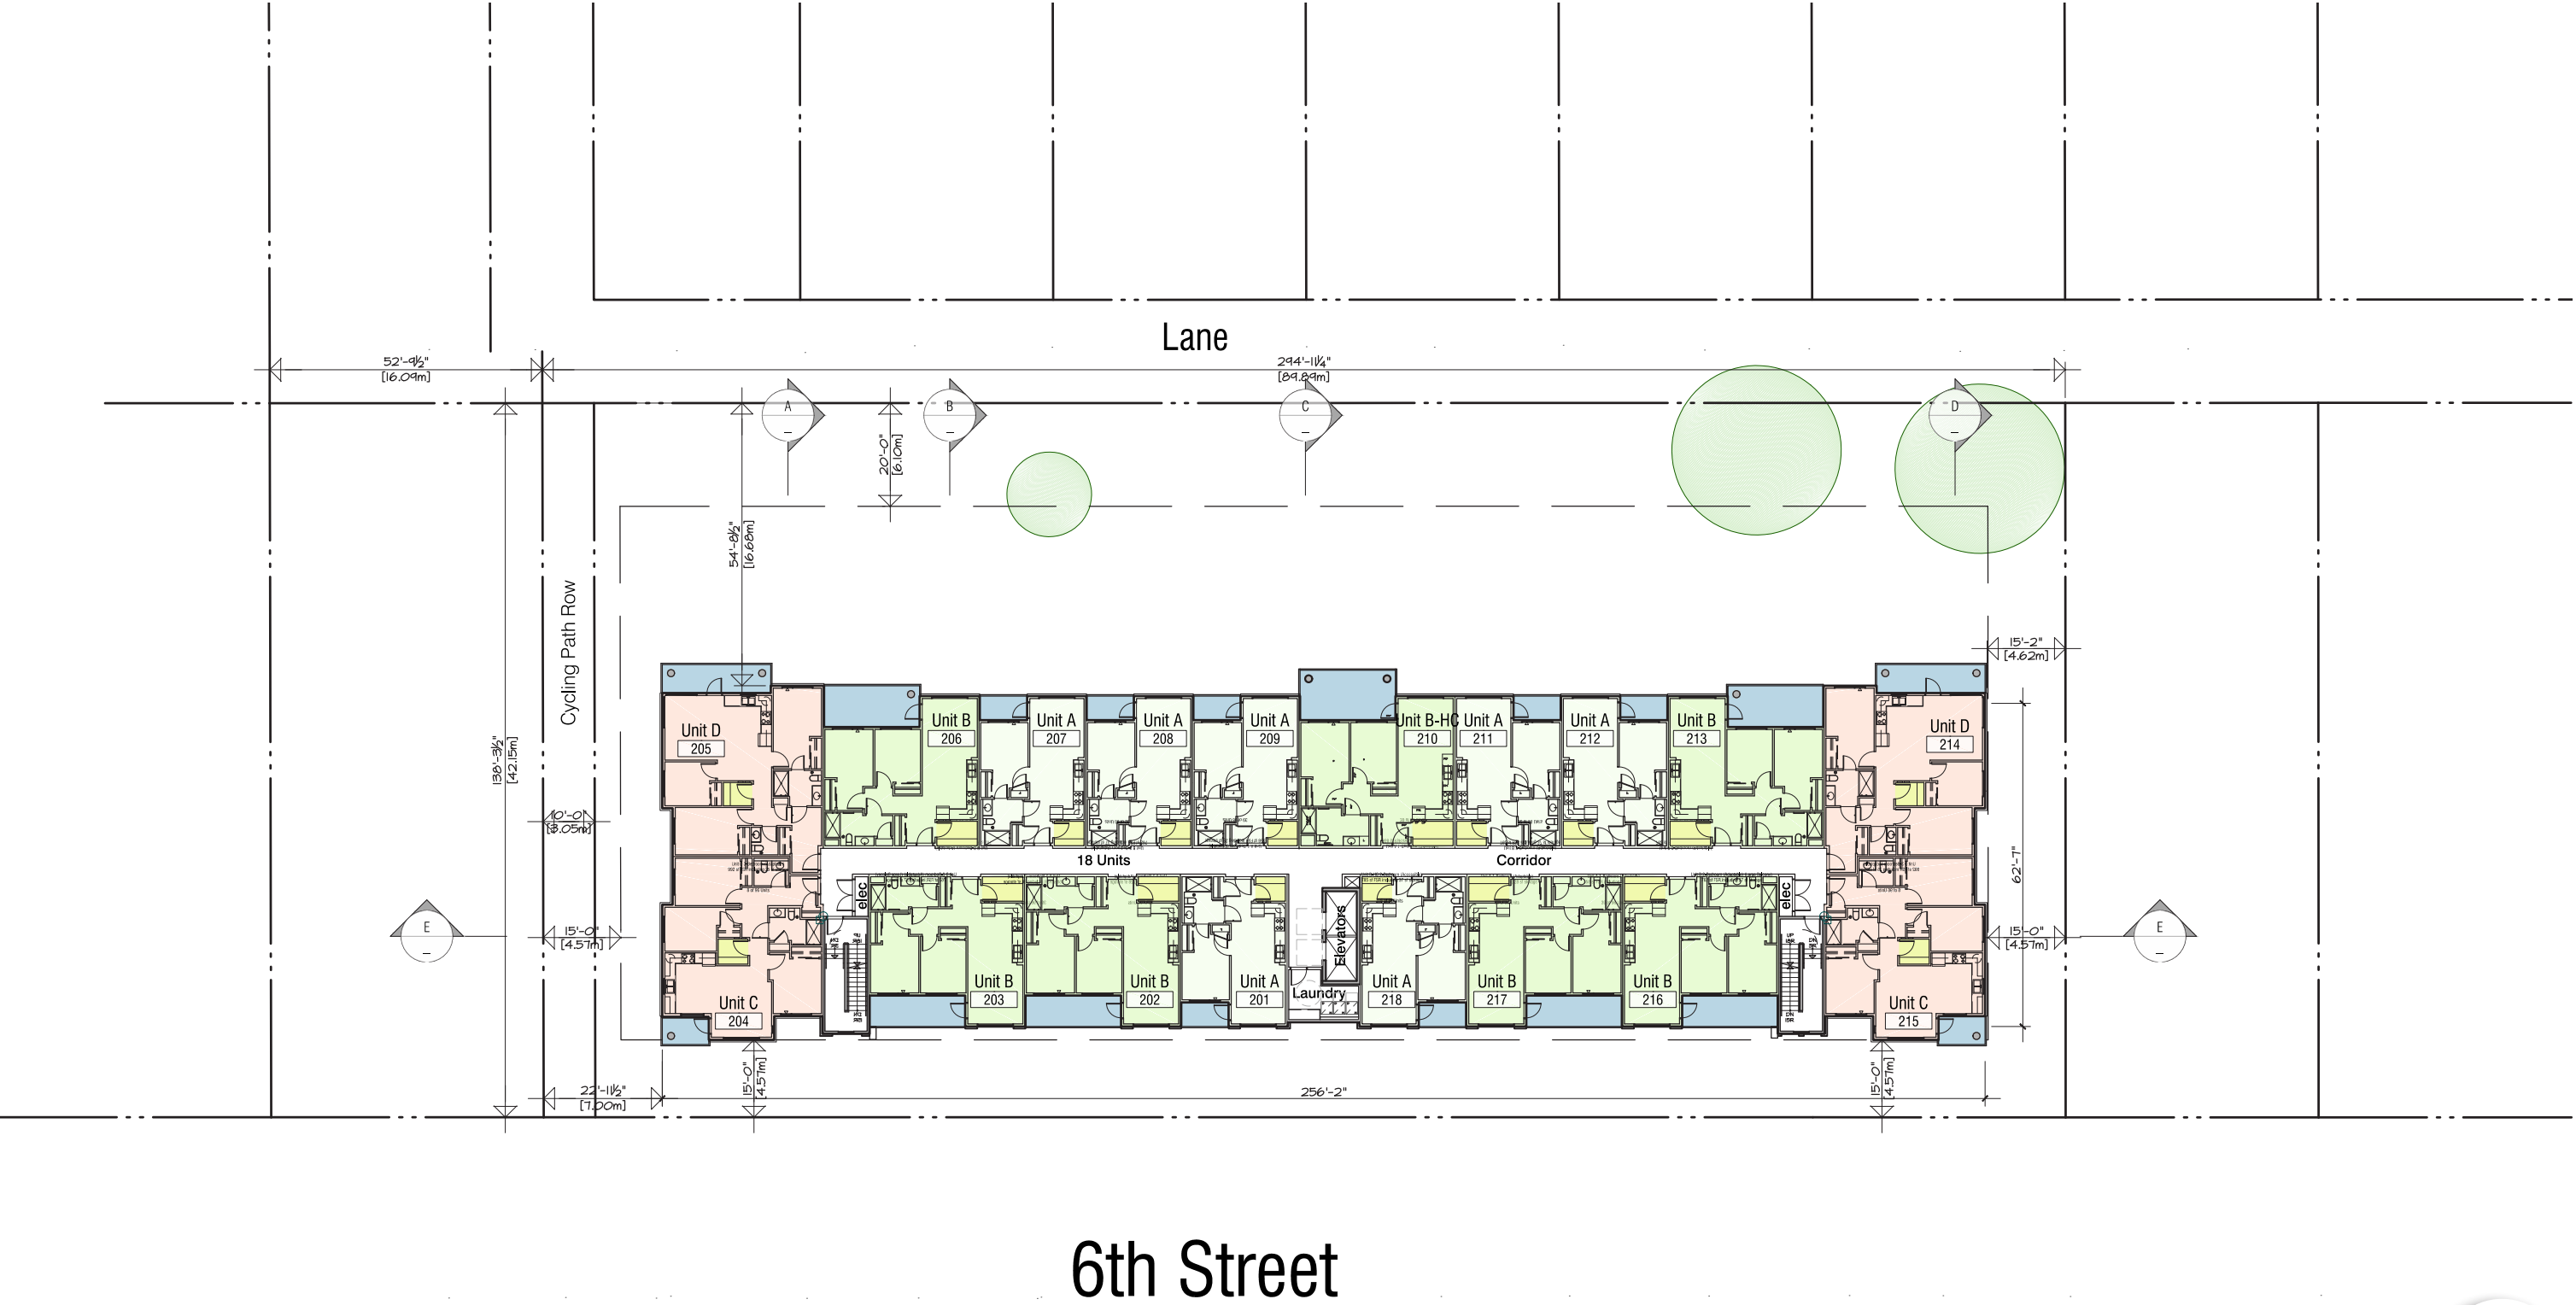 Lane
52'-9½"
[16.09m]
294'-11¼"
[89.89m]
A
B
C
D
20'-0"
[6.10m]
54'-8½"
[16.68m]
Cycling Path Row
138'-3½"
[42.15m]
15'-2"
[4.62m]
Unit D
205
Unit B
206
Unit A
207
Unit A
208
Unit A
209
Unit B-HC
210
Unit A
211
Unit A
212
Unit B
213
Unit D
214
10'-0"
[3.05m]
62'-7"
18 Units
Corridor
elec
elec
E
15'-0"
[4.57m]
Elevators
15'-0"
[4.57m]
E
Unit C
204
Unit B
203
Unit B
202
Unit A
201
Laundry
Unit A
218
Unit B
217
Unit B
216
Unit C
215
22'-11½"
[7.00m]
15'-0"
[4.57m]
256'-2"
15'-0"
[4.57m]
6th Street